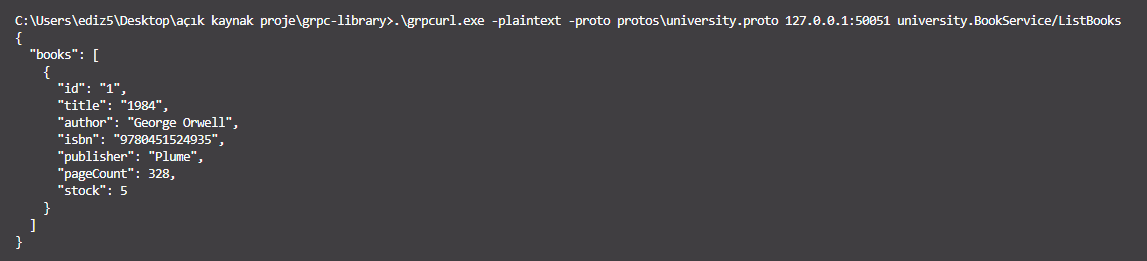 C:\Users\ediz5\Desktop\açık kaynak proje\grpc-library>.\grpcurl.exe -plaintext -proto protos\university.proto 127.0.0.1:50051 university.BookService/ListBooks
{
  "books": [
    {
      "id": "1",
      "title": "1984",
      "author": "George Orwell",
      "isbn": "9780451524935",
      "publisher": "Plume",
      "pageCount": 328,
      "stock": 5
    }
  ]
}